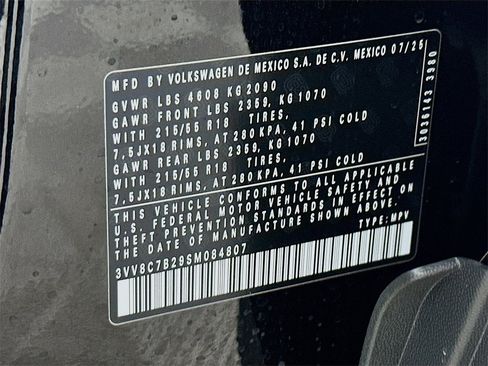 MFD BY VOLKSWAGEN DE MEXICO S.A. DE C.V. MEXICO 07/25
GVWR LBS 4608 KG 2090
GAWR FRONT LBS 2359, KG 1070
WITH 215/55 R18 TIRES,
7,5JX18 RIMS, AT 280 KPA, 41 PSI COLD
GAWR REAR LBS 2359, KG 1070
WITH 215/55 R18 TIRES,
7,5JX18 RIMS, AT 280 KPA, 41 PSI COLD
THIS VEHICLE CONFORMS TO ALL APPLICABLE
U.S. FEDERAL MOTOR VEHICLE SAFETY AND
THEFT PREVENTION STANDARDS IN EFFECT ON
THE DATE OF MANUFACTURE SHOWN ABOVE.
3VV8C7B29SM084807
TYPE: MPV
3036143 3980